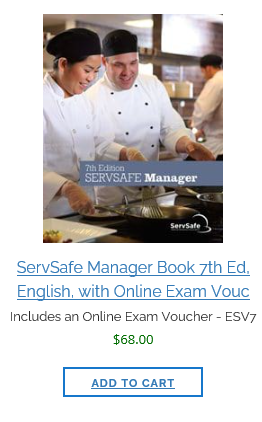 7th Edition
SERVSAFE Manager
ServSafe
ServSafe Manager Book 7th Ed,
English, with Online Exam Vouc
Includes an Online Exam Voucher - ESV7
$68.00
ADD TO CART